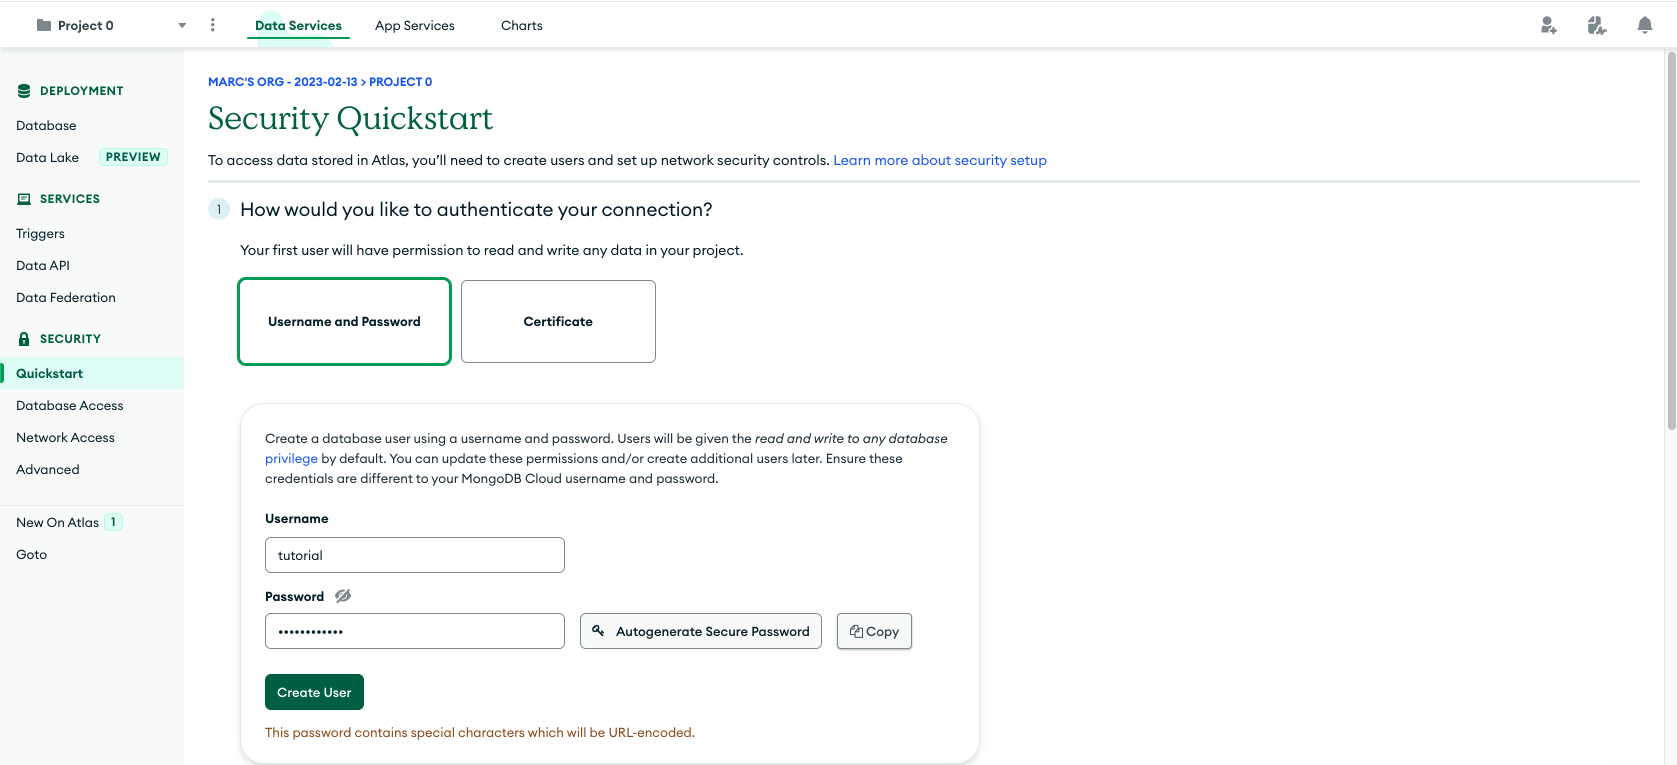 Project 0
Data Services
App Services
Charts
DEPLOYMENT
Database
Data Lake PREVIEW
SERVICES
Triggers
Data API
Data Federation
SECURITY
Quickstart
Database Access
Network Access
Advanced
New On Atlas 1
Goto
MARC'S ORG - 2023-02-13 > PROJECT 0
Security Quickstart
To access data stored in Atlas, you’ll need to create users and set up network security controls. Learn more about security setup
1 How would you like to authenticate your connection?
Your first user will have permission to read and write any data in your project.
Username and Password
Certificate
Create a database user using a username and password. Users will be given the read and write to any database
privilege by default. You can update these permissions and/or create additional users later. Ensure these
credentials are different to your MongoDB Cloud username and password.
Username
tutorial
Password
••••••••••••
Autogenerate Secure Password
Copy
Create User
This password contains special characters which will be URL-encoded.